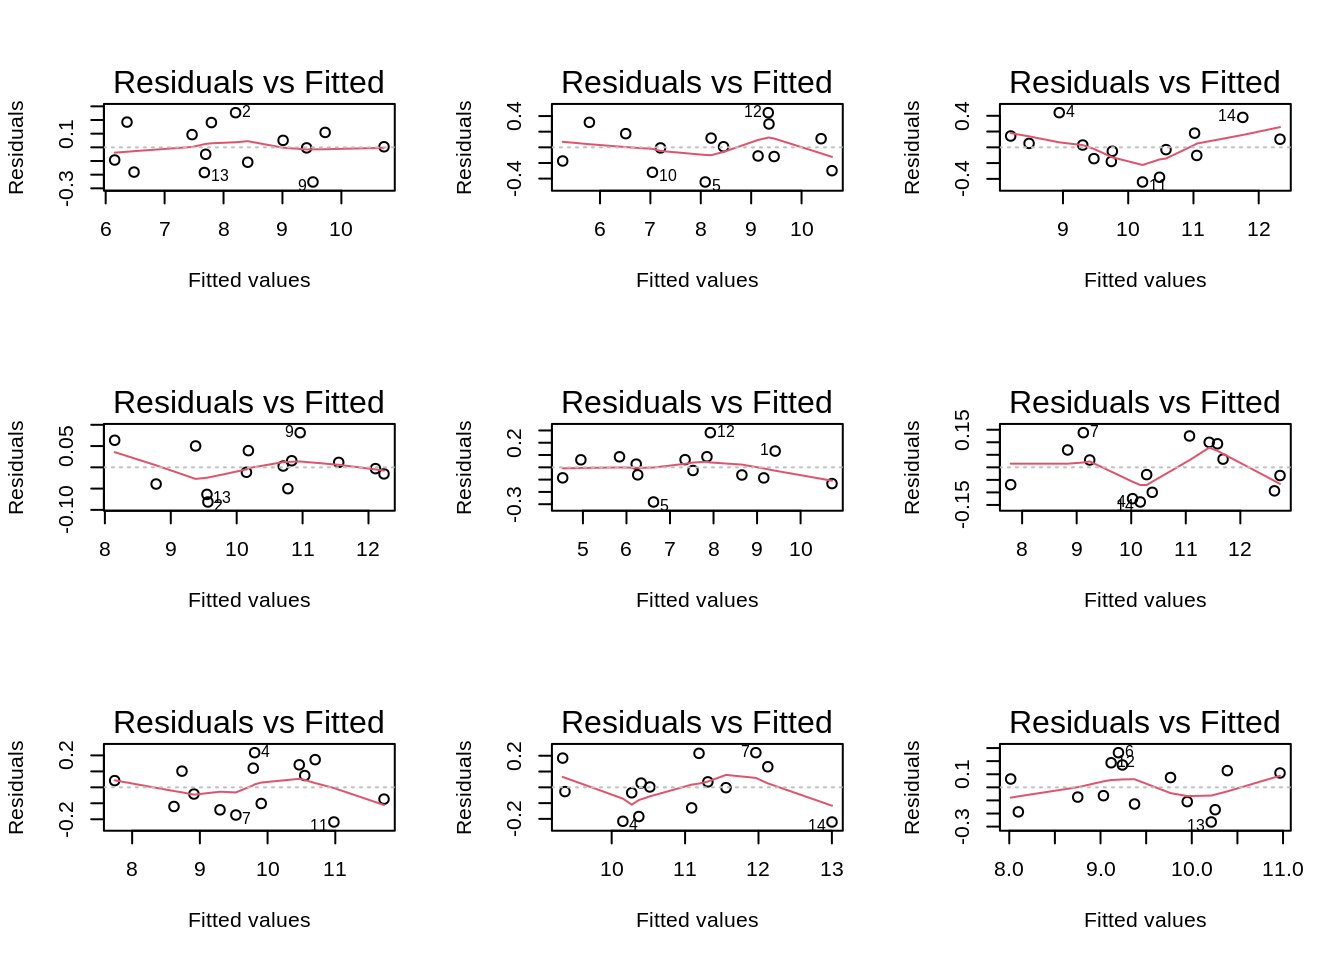 Residuals vs Fitted
Residuals
0.1
-0.3
2
13
9
6 7 8 9 10
Fitted values
Residuals vs Fitted
Residuals
0.4
-0.4
12
10
5
6 7 8 9 10
Fitted values
Residuals vs Fitted
Residuals
0.4
-0.4
4
14
11
9 10 11 12
Fitted values
Residuals vs Fitted
Residuals
0.05
-0.10
9
13
2
8 9 10 11 12
Fitted values
Residuals vs Fitted
Residuals
0.2
-0.3
12
1
5
5 6 7 8 9 10
Fitted values
Residuals vs Fitted
Residuals
0.15
-0.15
7
4
14
8 9 10 11 12
Fitted values
Residuals vs Fitted
Residuals
0.2
-0.2
4
7
11
8 9 10 11
Fitted values
Residuals vs Fitted
Residuals
0.2
-0.2
7
4
14
10 11 12 13
Fitted values
Residuals vs Fitted
Residuals
0.1
-0.3
6
12
13
8.0 9.0 10.0 11.0
Fitted values